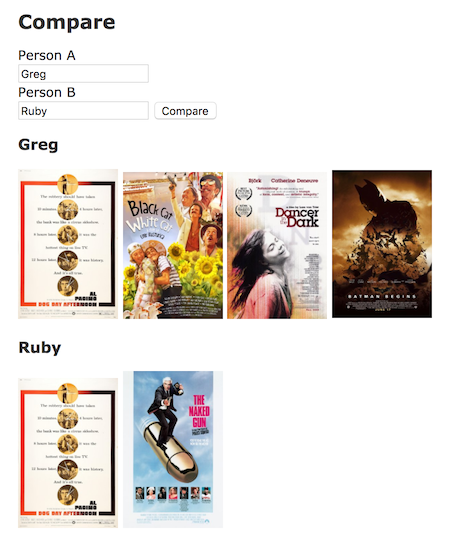 Compare
Person A
Greg
Person B
Ruby Compare
Greg
The robbery should have taken
10 minutes. 4 hours later,
the bank was like a circus sideshow.
8 hours later, it was the
hottest thing on live TV.
12 hours later, it was history.
And it's all true.
AL
PACINO
DOG DAY AFTERNOON
Black Cat
White Cat
Björk Catherine Deneuve
Dancer
in the
Dark
BATMAN BEGINS
JUNE 15
Ruby
The robbery should have taken
10 minutes. 4 hours later,
the bank was like a circus sideshow.
8 hours later, it was the
hottest thing on live TV.
12 hours later, it was history.
And it's all true.
AL
PACINO
DOG DAY AFTERNOON
THE
NAKED
GUN